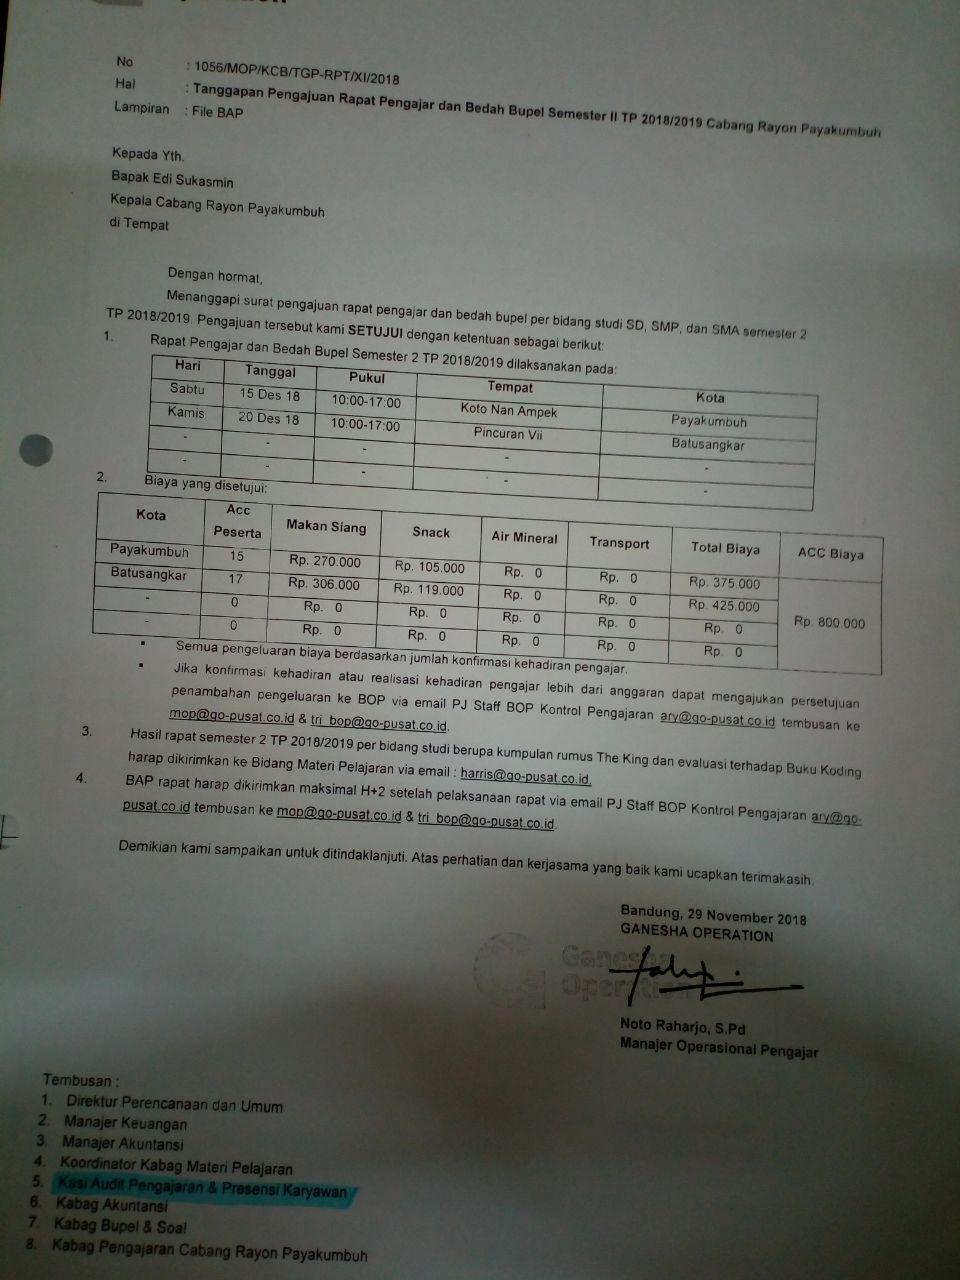 No : 1056/MOP/KCB/TGP-RPT/XI/2018
Hal : Tanggapan Pengajuan Rapat Pengajar dan Bedah Bupel Semester II TP 2018/2019 Cabang Rayon Payakumbuh
Lampiran : File BAP
Kepada Yth.
Bapak Edi Sukasmin
Kepala Cabang Rayon Payakumbuh
di Tempat
Dengan hormat,
Menanggapi surat pengajuan rapat pengajar dan bedah bupel per bidang studi SD, SMP, dan SMA semester 2
TP 2018/2019. Pengajuan tersebut kami SETUJUI dengan ketentuan sebagai berikut:
1. Rapat Pengajar dan Bedah Bupel Semester 2 TP 2018/2019 dilaksanakan pada:
Hari Tanggal Pukul Tempat Kota
Sabtu 15 Des 18 10:00-17:00 Koto Nan Ampek Payakumbuh
Kamis 20 Des 18 10:00-17:00 Pincuran Vii Batusangkar
- - - - -
- - - - -
2. Biaya yang disetujui:
Kota Acc Peserta Makan Siang Snack Air Mineral Transport Total Biaya ACC Biaya
Payakumbuh 15 Rp. 270.000 Rp. 105.000 Rp. 0 Rp. 0 Rp. 375.000 Rp. 800.000
Batusangkar 17 Rp. 306.000 Rp. 119.000 Rp. 0 Rp. 0 Rp. 425.000
- 0 Rp. 0 Rp. 0 Rp. 0 Rp. 0 Rp. 0
- 0 Rp. 0 Rp. 0 Rp. 0 Rp. 0 Rp. 0
▪ Semua pengeluaran biaya berdasarkan jumlah konfirmasi kehadiran pengajar.
▪ Jika konfirmasi kehadiran atau realisasi kehadiran pengajar lebih dari anggaran dapat mengajukan persetujuan
penambahan pengeluaran ke BOP via email PJ Staff BOP Kontrol Pengajaran ary@go-pusat.co.id tembusan ke
mop@go-pusat.co.id & tri_bop@go-pusat.co.id.
3. Hasil rapat semester 2 TP 2018/2019 per bidang studi berupa kumpulan rumus The King dan evaluasi terhadap Buku Koding
harap dikirimkan ke Bidang Materi Pelajaran via email : harris@go-pusat.co.id.
4. BAP rapat harap dikirimkan maksimal H+2 setelah pelaksanaan rapat via email PJ Staff BOP Kontrol Pengajaran ary@go-
pusat.co.id tembusan ke mop@go-pusat.co.id & tri_bop@go-pusat.co.id.
Demikian kami sampaikan untuk ditindaklanjuti. Atas perhatian dan kerjasama yang baik kami ucapkan terimakasih.
Bandung, 29 November 2018
GANESHA OPERATION
Ganesha
Operation
Noto Raharjo, S.Pd
Manajer Operasional Pengajar
Tembusan :
1. Direktur Perencanaan dan Umum
2. Manajer Keuangan
3. Manajer Akuntansi
4. Koordinator Kabag Materi Pelajaran
5. Kasi Audit Pengajaran & Presensi Karyawan
6. Kabag Akuntansi
7. Kabag Bupel & Soal
8. Kabag Pengajaran Cabang Rayon Payakumbuh